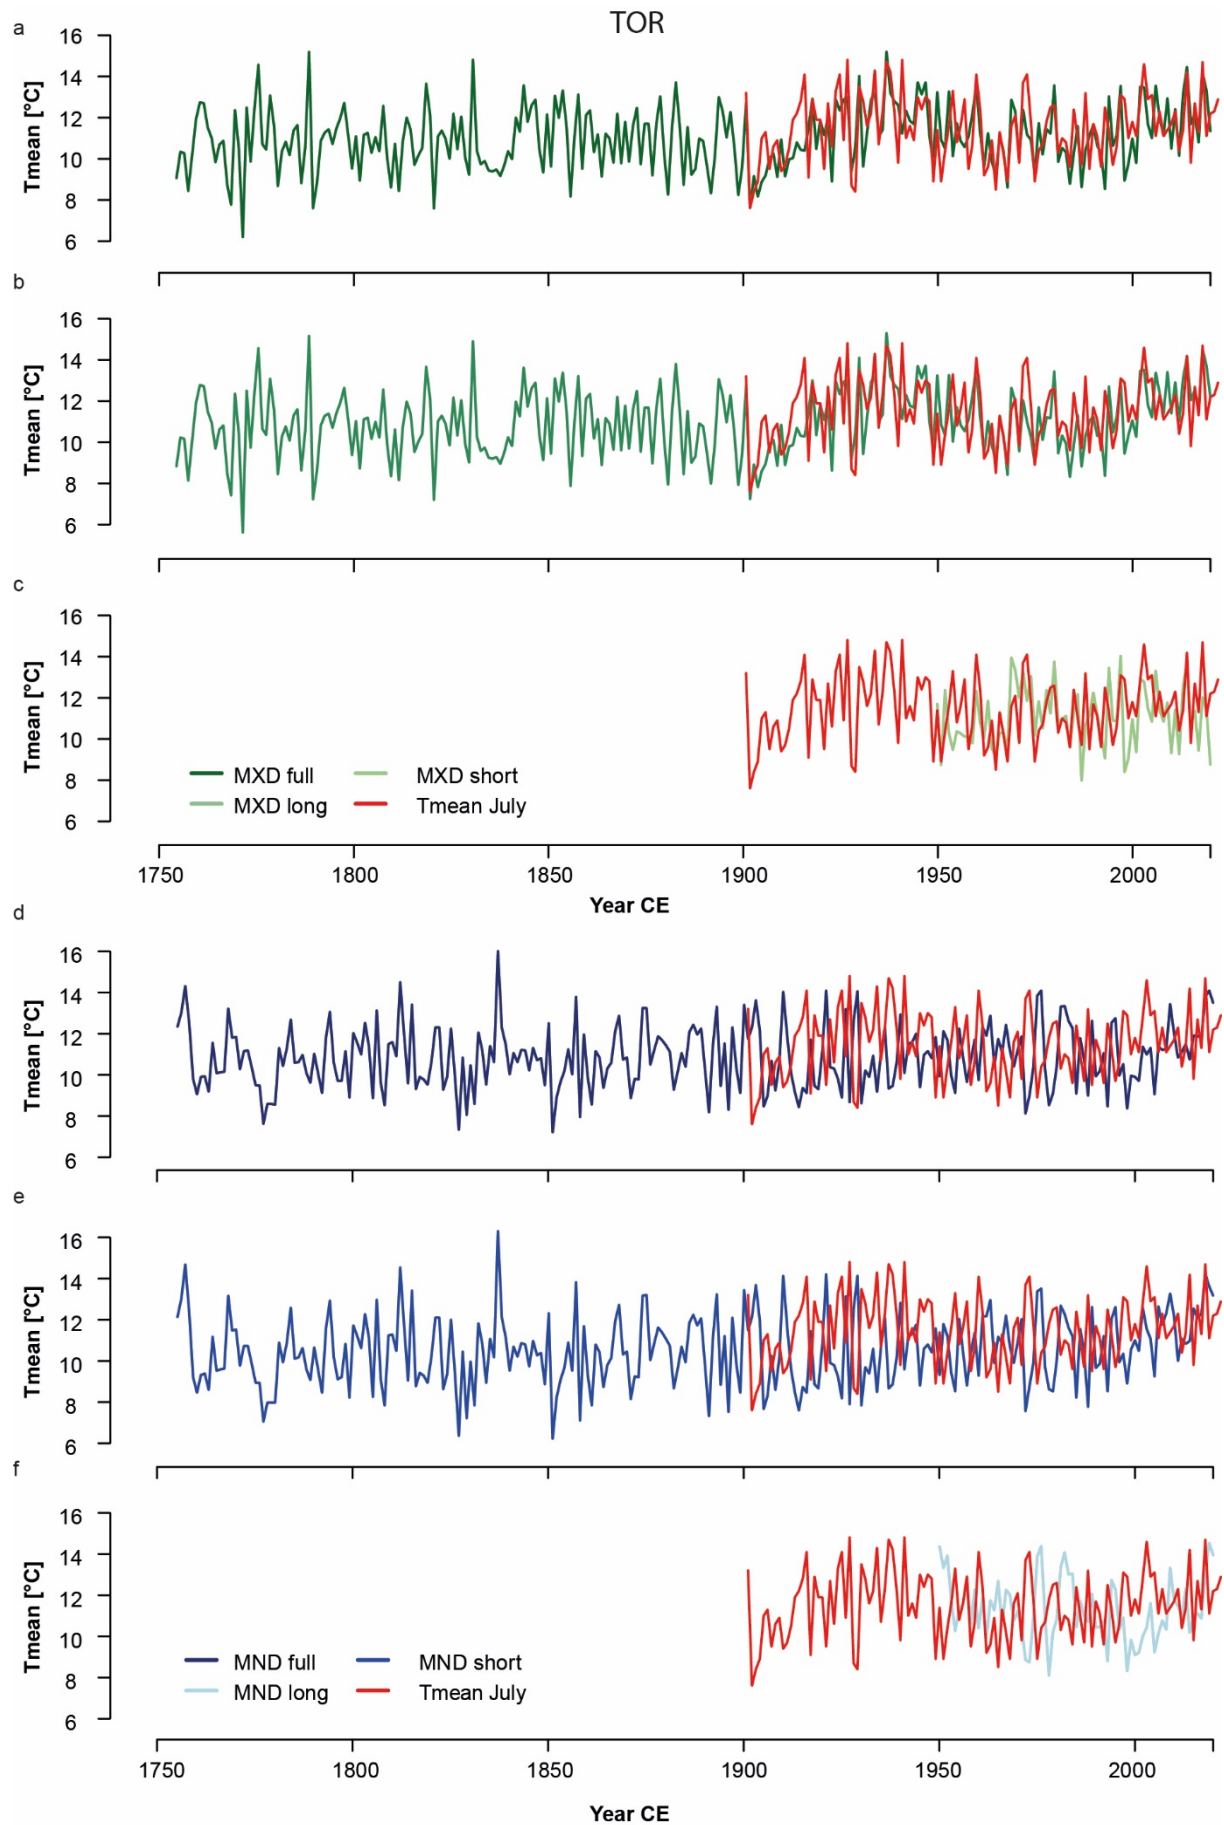 TOR
a
16
14
12
10
8
6
Tmean [°C]
b
16
14
12
10
8
6
Tmean [°C]
c
16
14
12
10
8
6
Tmean [°C]
MXD full MXD short
MXD long Tmean July
1750 1800 1850 1900 1950 2000
Year CE
d
16
14
12
10
8
6
Tmean [°C]
e
16
14
12
10
8
6
Tmean [°C]
f
16
14
12
10
8
6
Tmean [°C]
MND full MND short
MND long Tmean July
1750 1800 1850 1900 1950 2000
Year CE